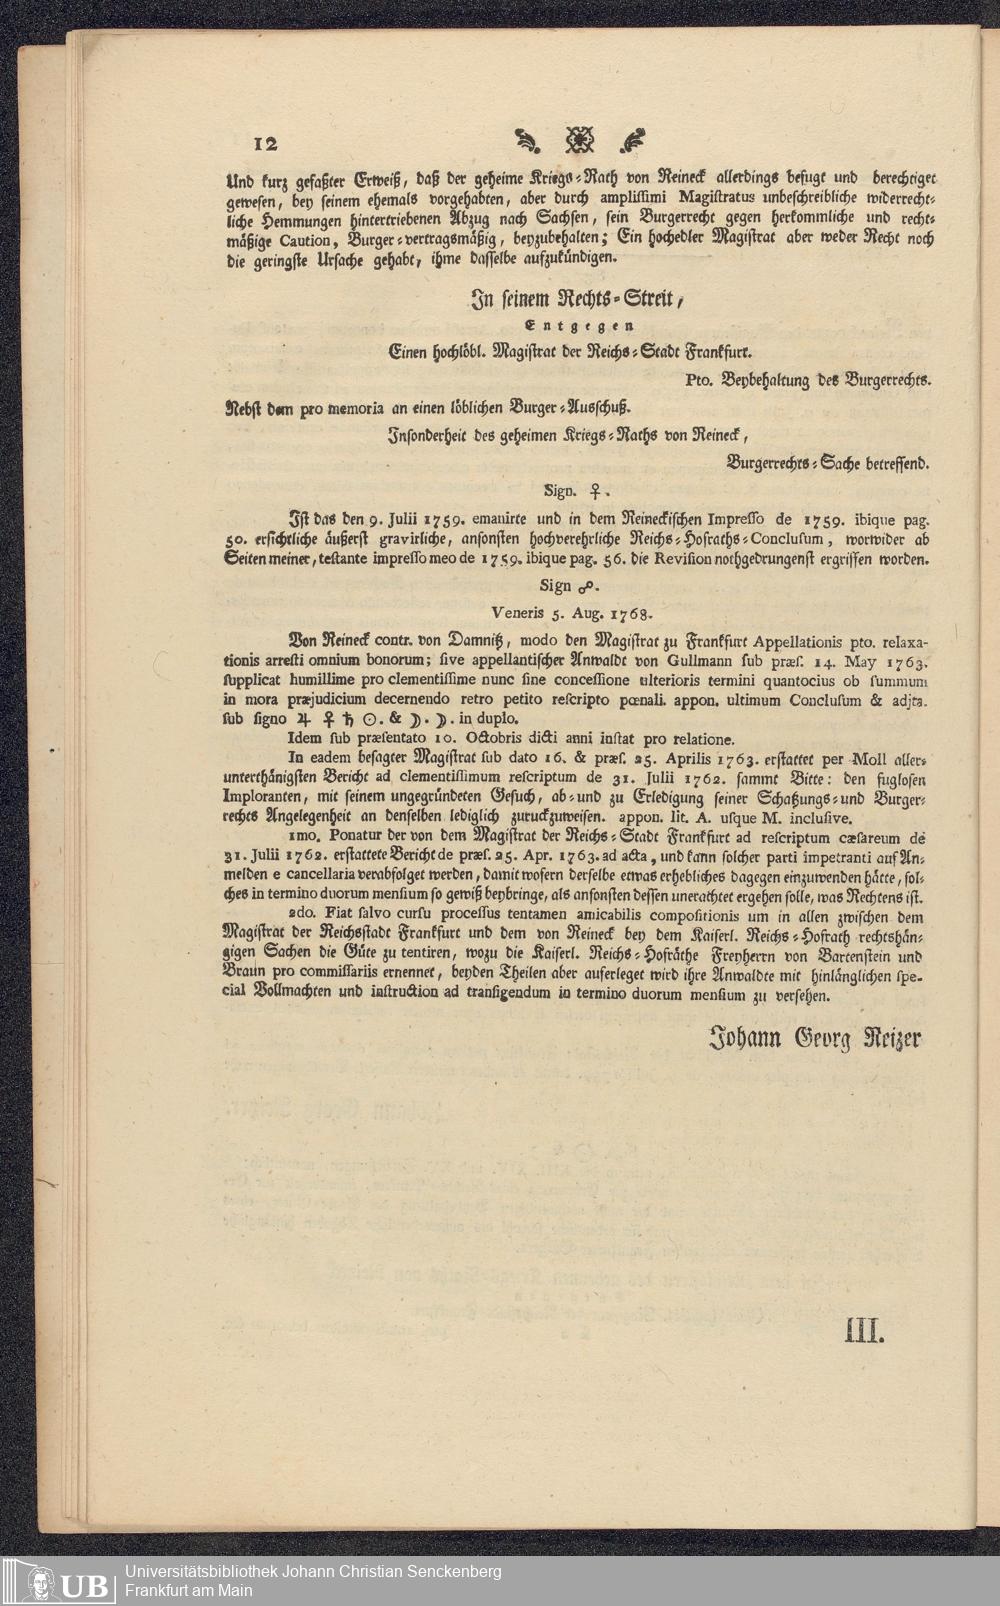 12
Und kurz gefaßter Erweiß, daß der geheime Kriegs-Rath von Reineck allerdings befugt und berechtiget
gewesen, bey seinem ehemals vorgehabten, aber durch amplissimi Magistratus unbeschreibliche widerrecht-
liche Hemmungen hintertriebenen Abzug nach Sachsen, sein Burgerrecht gegen herkommliche und recht-
mäßige Caution, Burger-vertragsmäßig, beyzubehalten; Ein hochedler Magistrat aber weder Recht noch
die geringste Ursache gehabt, ihme dasselbe aufzukündigen.
In seinem Rechts-Streit,
Entgegen
Einen hochlöbl. Magistrat der Reichs-Stadt Franckfurt.
Pto. Beybehaltung des Burgerrechts.
Nebst dem pro memoria an einen löblichen Burger-Ausschuß.
Insonderheit des geheimen Kriegs-Raths von Reineck,
Burgerrechts-Sache betreffend.
Sign. ♀.
Ist das den 9. Julii 1759. emanirte und in dem Reineckischen Impresso de 1759. ibique pag.
50. ersichtliche äußerst gravirliche, ansonsten hochverehrliche Reichs-Hofraths-Conclusum, worwider ab
Seiten meiner, testante impresso meo de 1759. ibique pag. 56. die Revision nothgedrungenst ergriffen worden.
Sign ☍.
Veneris 5. Aug. 1768.
Von Reineck contr. von Damnitz, modo den Magistrat zu Franckfurt Appellationis pto. relaxa-
tionis arresti omnium bonorum; sive appellantischer Anwaldt von Gullmann sub præs. 14. May 1763.
supplicat humillime pro clementissime nunc sine concessione ulterioris termini quantocius ob summum
in mora præjudicium decernendo retro petito rescripto pœnali. appon. ultimum Conclusum & adjta.
sub signo ♃ ♀ ♄ ☉. & ☽. ☽. in duplo.
Idem sub præsentato 10. Octobris dicti anni instat pro relatione.
In eadem besagter Magistrat sub dato 16. & præs. 25. Aprilis 1763. erstattet per Moll aller-
unterthänigsten Bericht ad clementissimum rescriptum de 31. Julii 1762. sammt Bitte: den fuglosen
Imploranten, mit seinem ungegründeten Gesuch, ab-und zu Erledigung seiner Schatzungs-und Burger-
rechts Angelegenheit an denselben lediglich zuruckzuweisen. appon. lit. A. usque M. inclusive.
1mo. Ponatur der von dem Magistrat der Reichs-Stadt Franckfurt ad rescriptum cæsareum de
31. Julii 1762. erstattete Bericht de præs. 25. Apr. 1763. ad acta, und kann solcher parti impetranti auf An-
melden e cancellaria verabfolget werden, damit wofern derselbe etwas erhebliches dagegen einzuwenden hätte, sol-
ches in termino duorum mensium so gewiß beybringe, als ansonsten dessen unerachtet ergehen solle, was Rechtens ist.
2do. Fiat salvo cursu processus tentamen amicabilis compositionis um in allen zwischen dem
Magistrat der Reichsstadt Franckfurt und dem von Reineck bey dem Kaiserl. Reichs-Hofrath rechtshän-
gigen Sachen die Güte zu tentiren, wozu die Kaiserl. Reichs-Hofräthe Freyherrn von Bartenstein und
Braun pro commissariis ernennet, beyden Theilen aber auferleget wird ihre Anwaldte mit hinlänglichen spe-
cial Vollmachten und instruction ad transigendum in termino duorum mensium zu versehen.
Johann Georg Reizer
III.
UB
Universitätsbibliothek Johann Christian Senckenberg
Frankfurt am Main